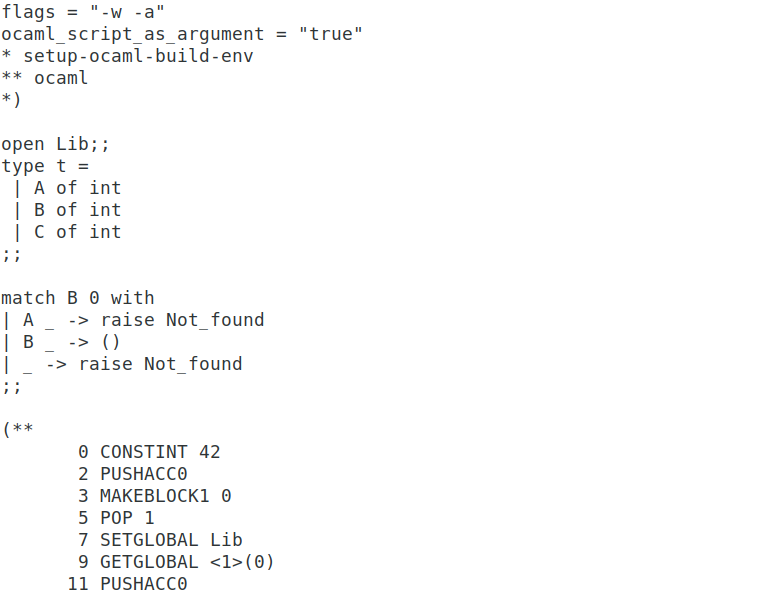 flags = "-w -a"
ocaml_script_as_argument = "true"
* setup-ocaml-build-env
** ocaml
*)

open Lib;;
type t =
 | A of int
 | B of int
 | C of int
;;

match B 0 with
| A _ -> raise Not_found
| B _ -> ()
| _ -> raise Not_found
;;

(**
       0 CONSTINT 42
       2 PUSHACC0
       3 MAKEBLOCK1 0
       5 POP 1
       7 SETGLOBAL Lib
       9 GETGLOBAL <1>(0)
      11 PUSHACC0